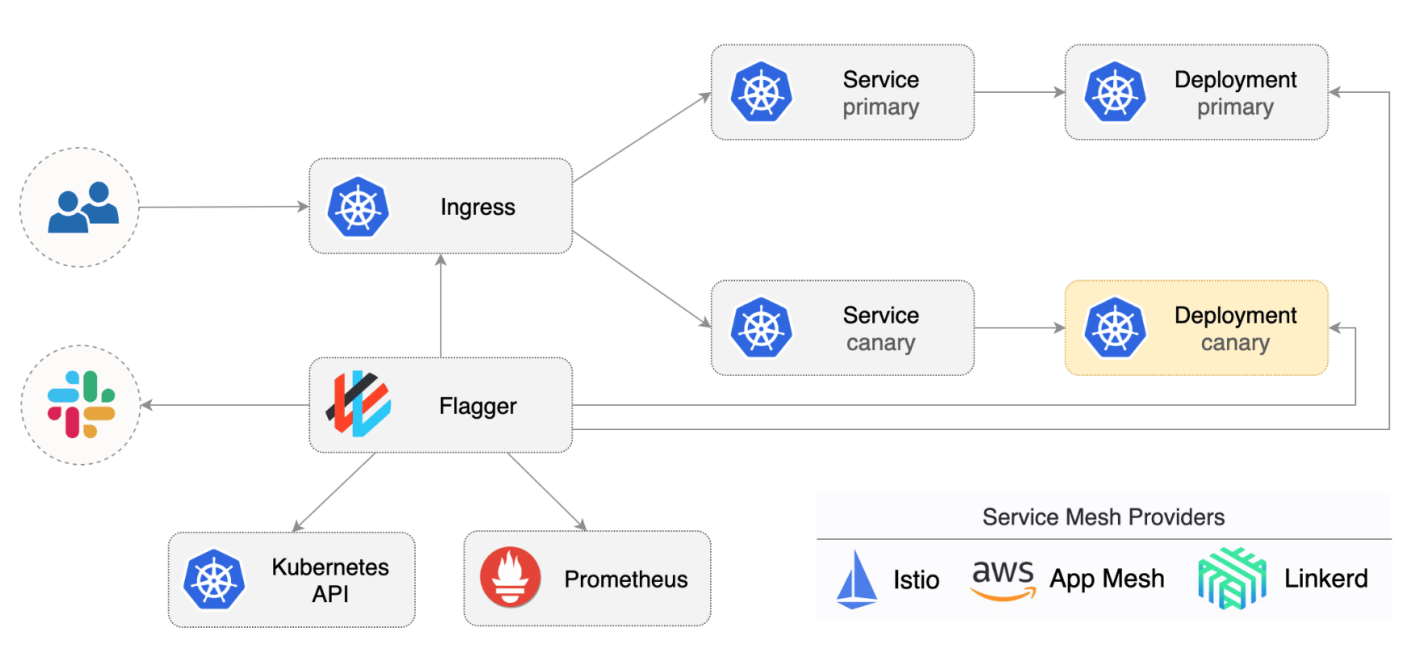 Service
primary
Deployment
primary
Ingress
Service
canary
Deployment
canary
Flagger
Service Mesh Providers
Kubernetes
API
Prometheus
Istio
aws
App Mesh
Linkerd